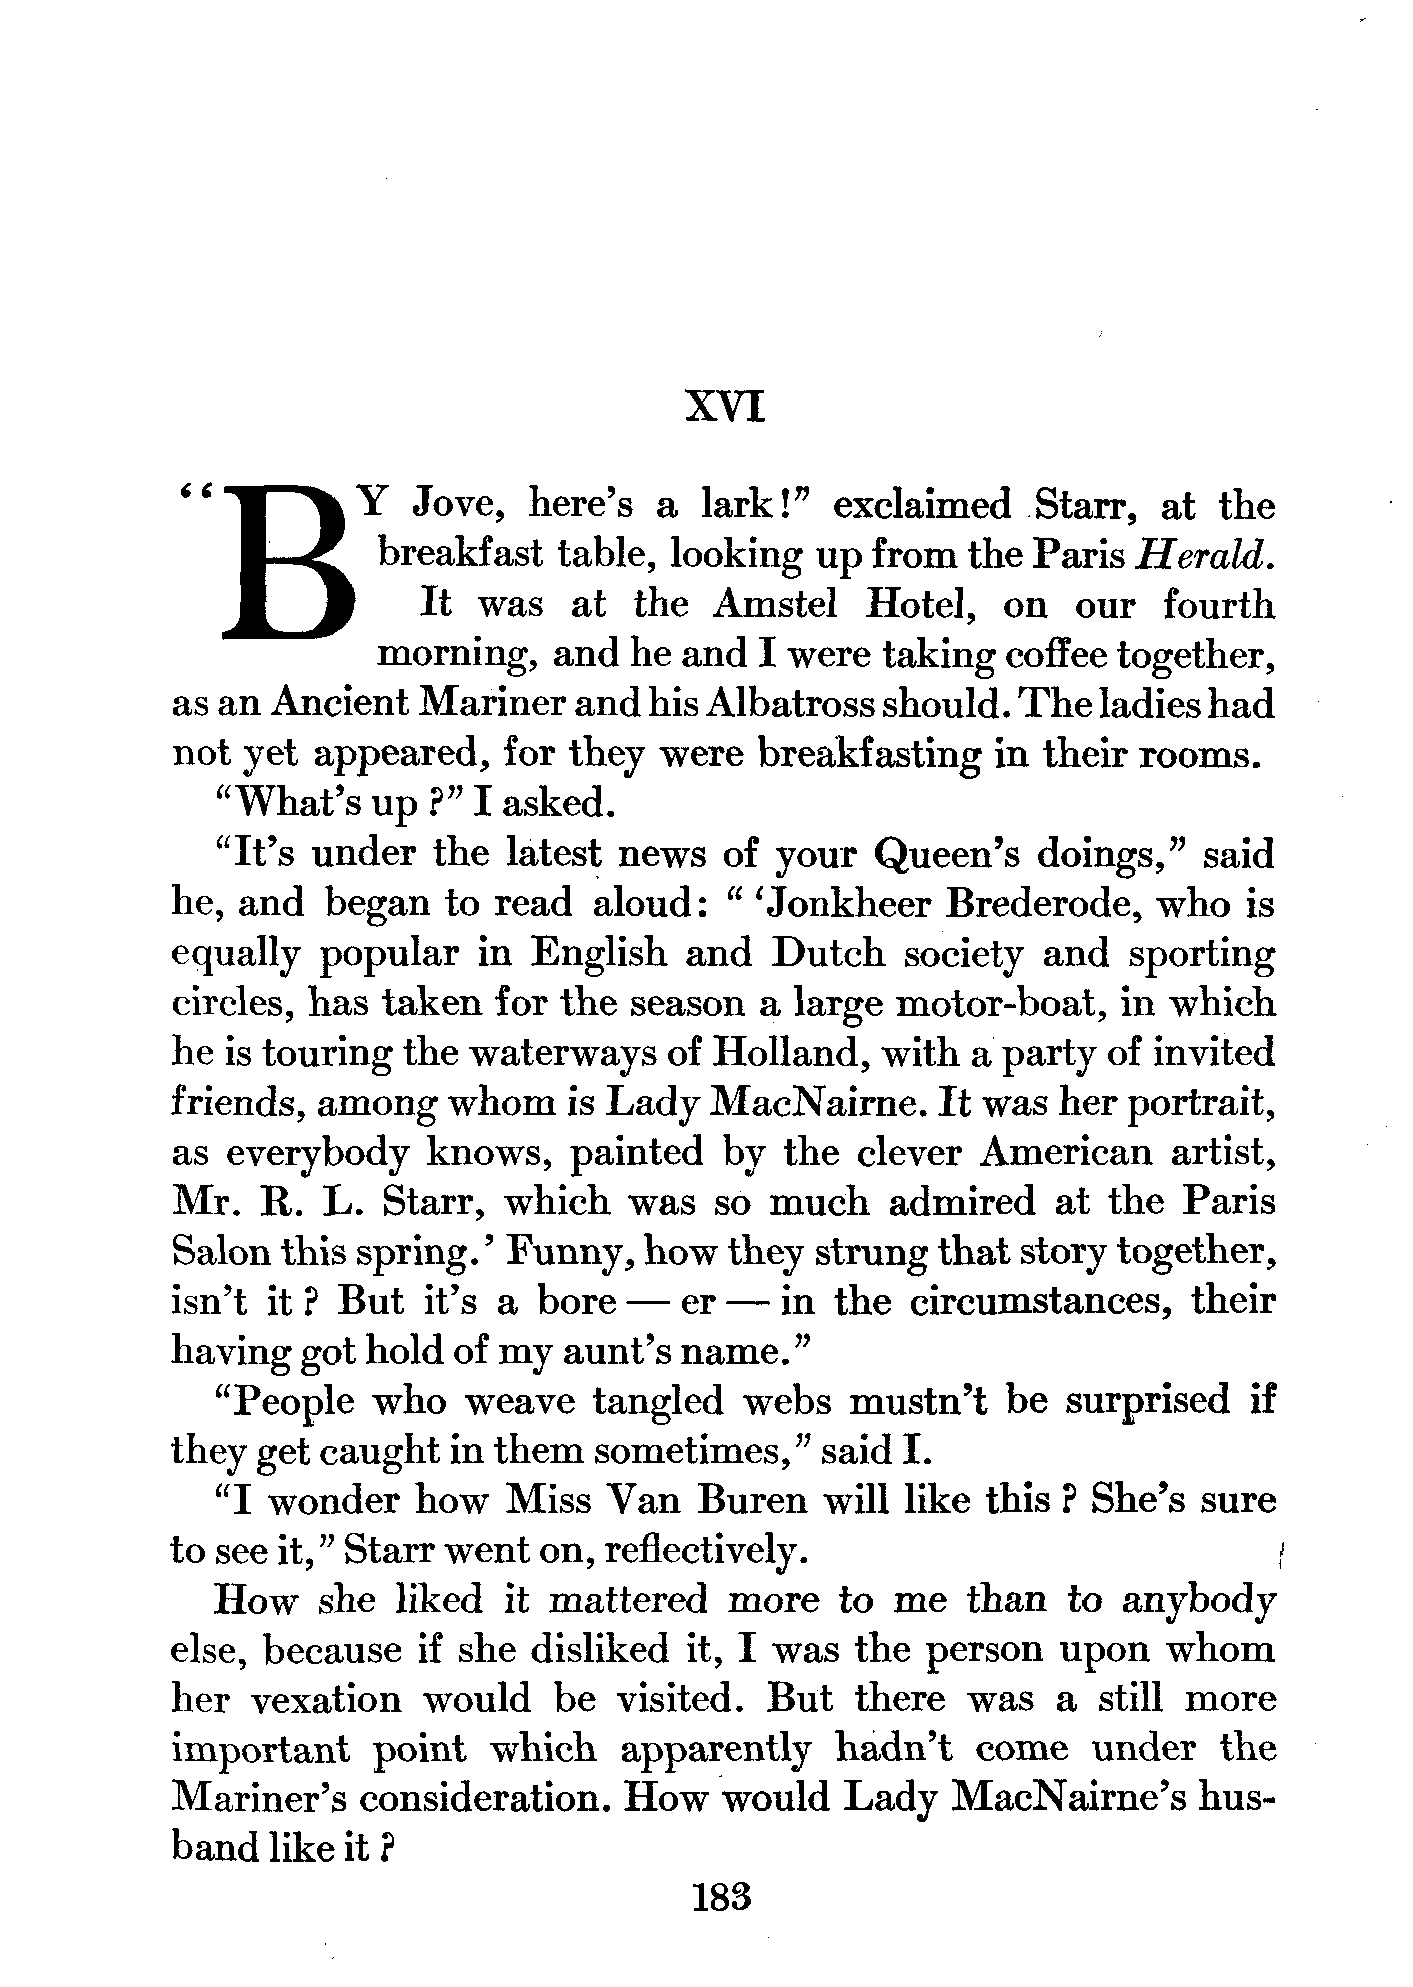 XVI
“BY Jove, here’s a lark!” exclaimed Starr, at the
breakfast table, looking up from the Paris Herald.
It was at the Amstel Hotel, on our fourth
morning, and he and I were taking coffee together,
as an Ancient Mariner and his Albatross should. The ladies had
not yet appeared, for they were breakfasting in their rooms.
“What’s up?” I asked.
“It’s under the latest news of your Queen’s doings,” said
he, and began to read aloud: “ ‘Jonkheer Brederode, who is
equally popular in English and Dutch society and sporting
circles, has taken for the season a large motor-boat, in which
he is touring the waterways of Holland, with a party of invited
friends, among whom is Lady MacNairne. It was her portrait,
as everybody knows, painted by the clever American artist,
Mr. R. L. Starr, which was so much admired at the Paris
Salon this spring.’ Funny, how they strung that story together,
isn’t it? But it’s a bore — er — in the circumstances, their
having got hold of my aunt’s name.”
“People who weave tangled webs mustn’t be surprised if
they get caught in them sometimes,” said I.
“I wonder how Miss Van Buren will like this? She’s sure
to see it,” Starr went on, reflectively.
How she liked it mattered more to me than to anybody
else, because if she disliked it, I was the person upon whom
her vexation would be visited. But there was a still more
important point which apparently hadn’t come under the
Mariner’s consideration. How would Lady MacNairne’s hus-
band like it?
183